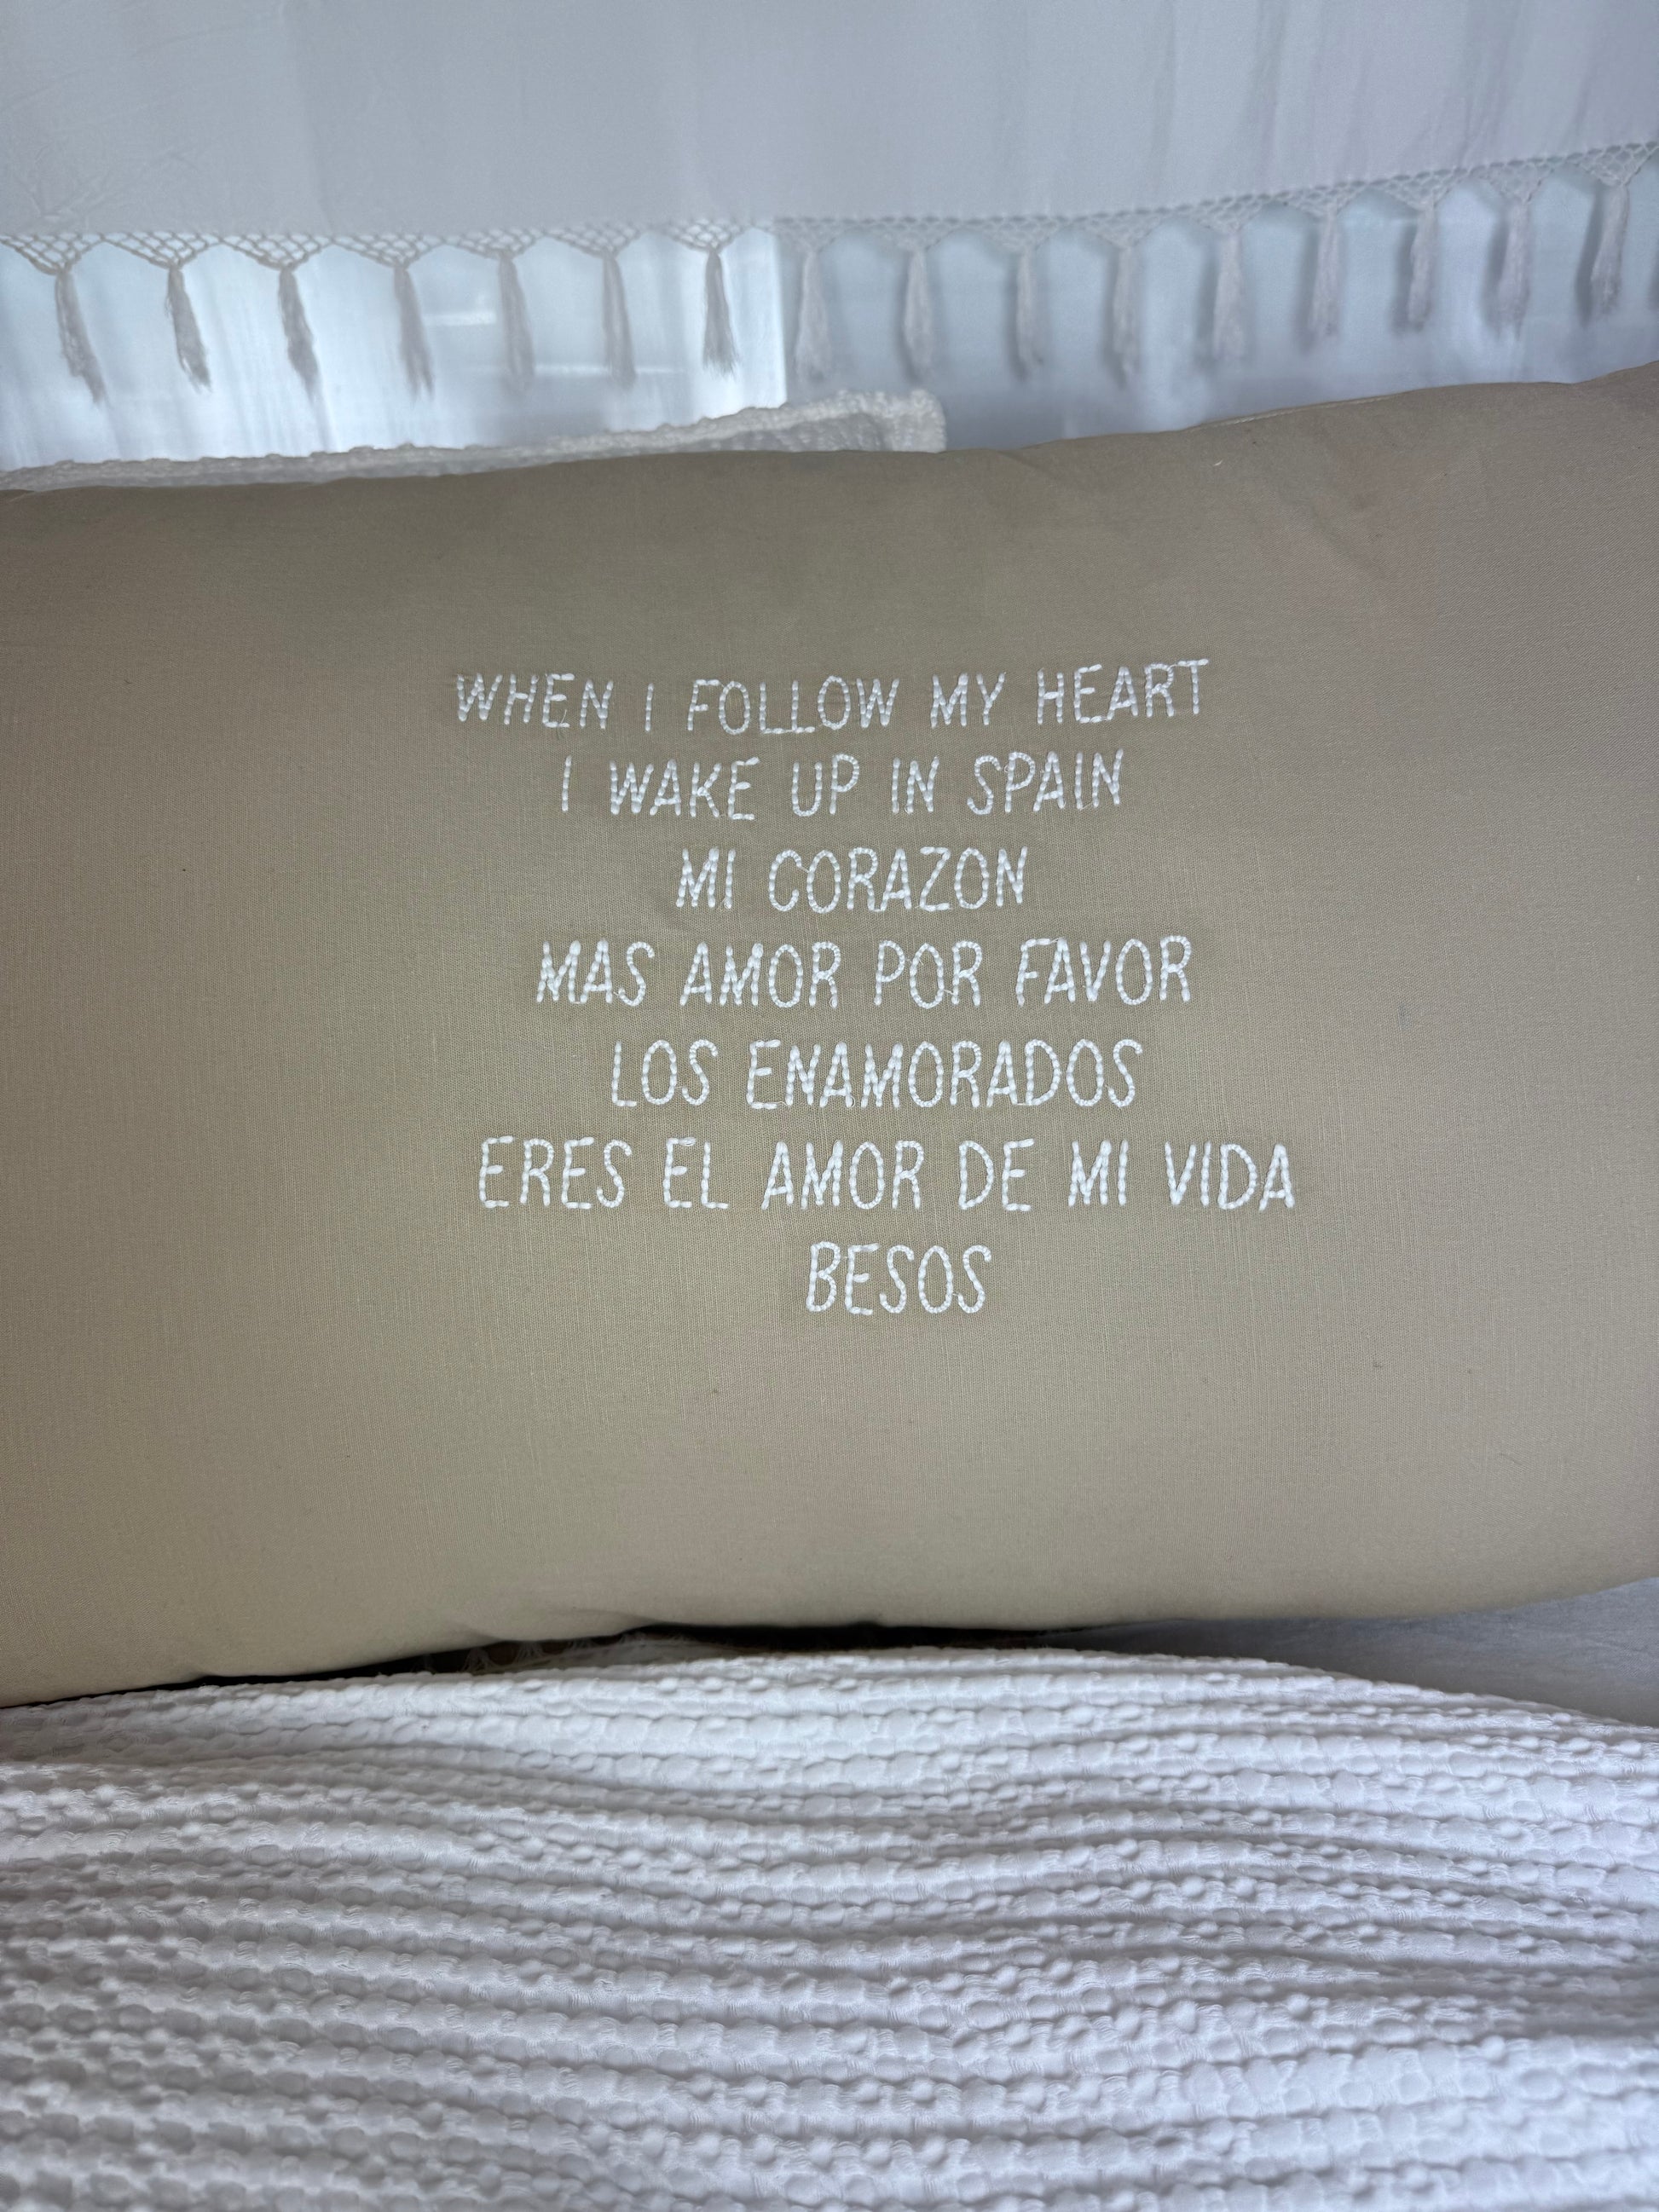 WHEN I FOLLOW MY HEART
I WAKE UP IN SPAIN
MI CORAZON
MAS AMOR POR FAVOR
LOS ENAMORADOS
ERES EL AMOR DE MI VIDA
BESOS